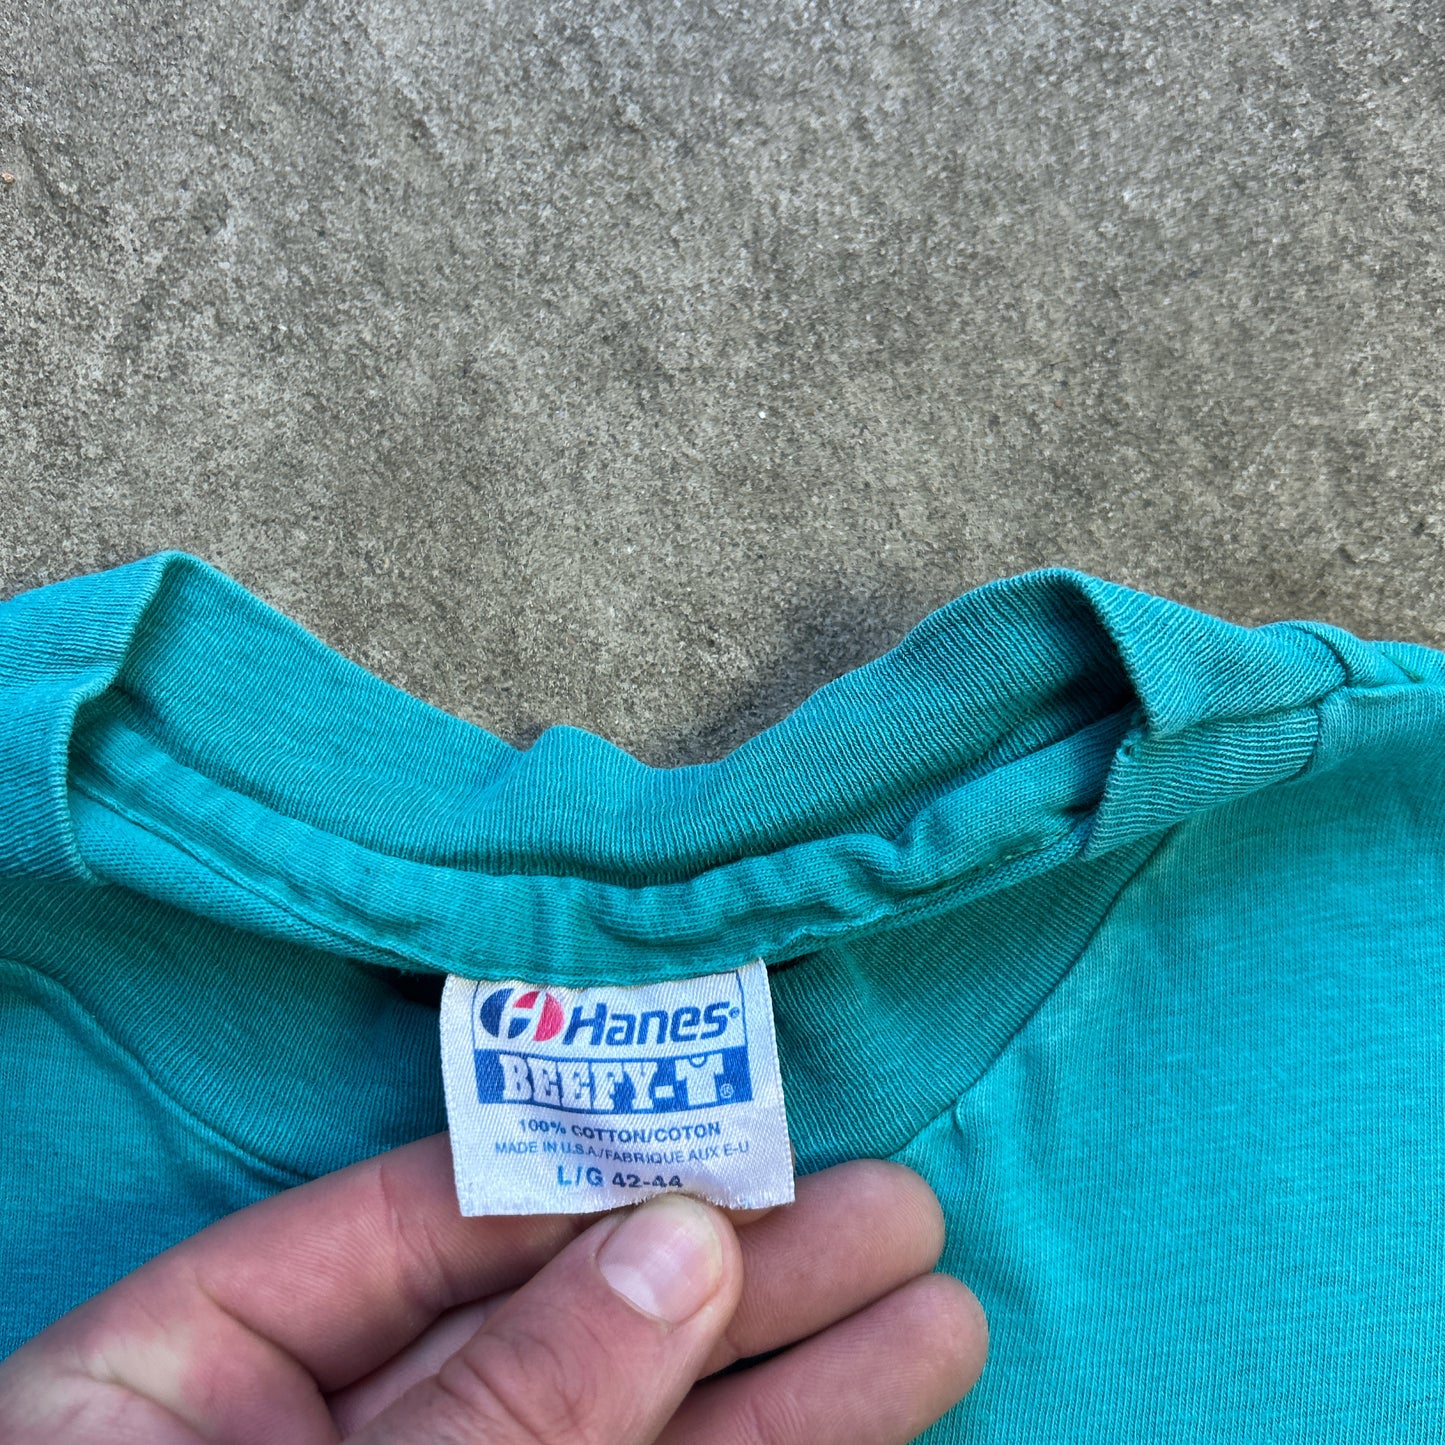 Hanes
BEEFY-T®
100% COTTON/COTON
MADE IN U.S.A./FABRIQUE AUX E-U
L/G 42-44